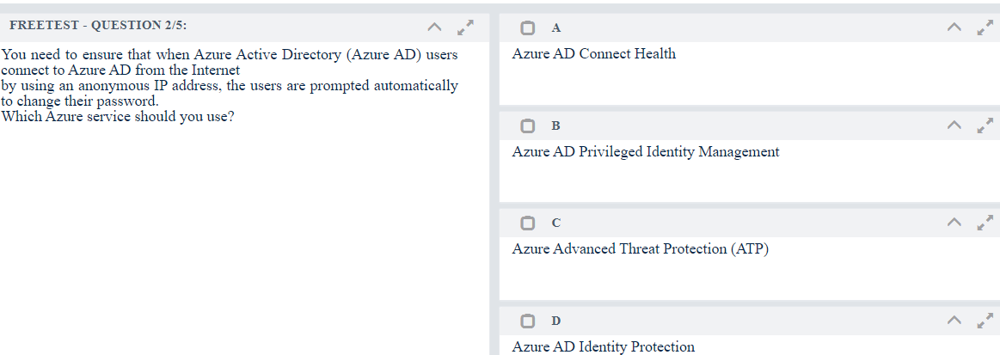 FREETEST - QUESTION 2/5:
You need to ensure that when Azure Active Directory (Azure AD) users
connect to Azure AD from the Internet
by using an anonymous IP address, the users are prompted automatically
to change their password.
Which Azure service should you use?
A
Azure AD Connect Health
B
Azure AD Privileged Identity Management
C
Azure Advanced Threat Protection (ATP)
D
Azure AD Identity Protection